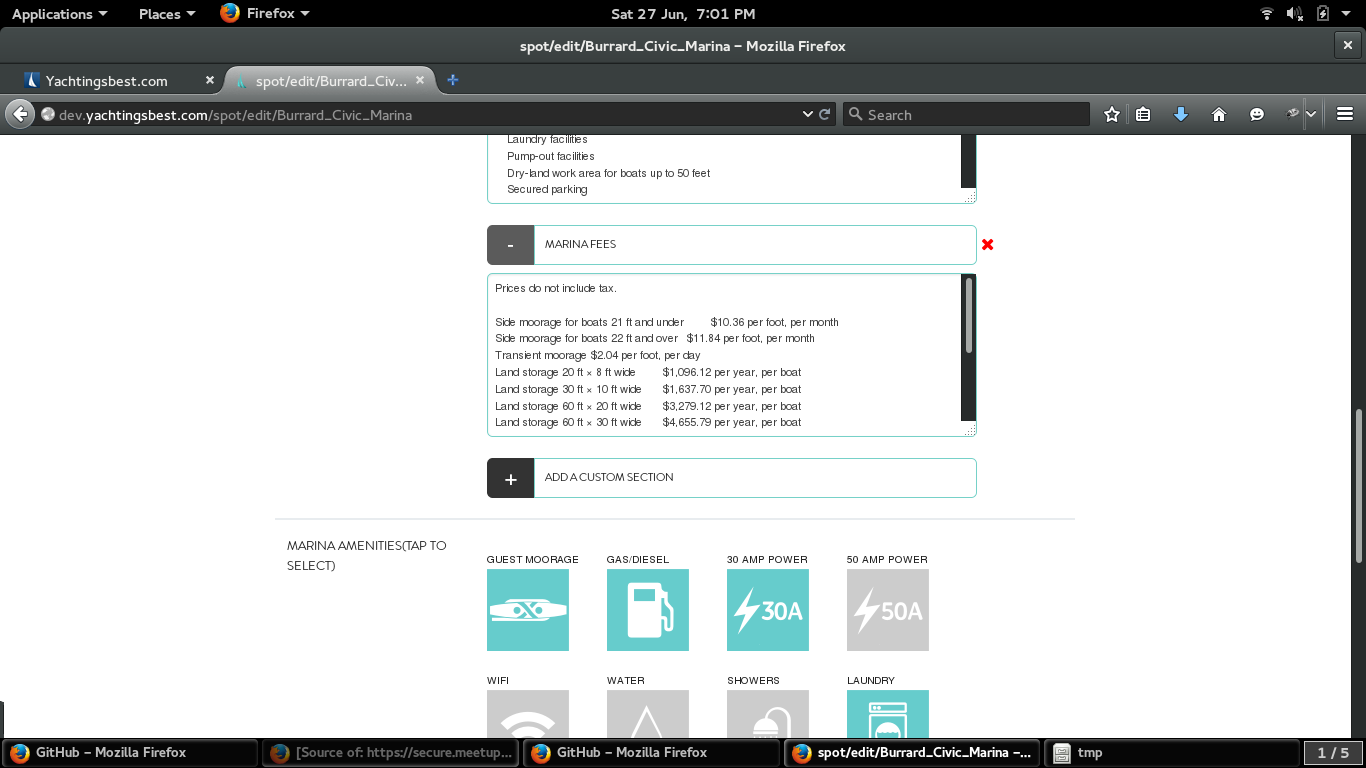 Applications Places Firefox Sat 27 Jun, 7:01 PM
spot/edit/Burrard_Civic_Marina – Mozilla Firefox
Yachtingsbest.com spot/edit/Burrard_Civ...
dev.yachtingsbest.com/spot/edit/Burrard_Civic_Marina Search
Laundry facilities
Pump-out facilities
Dry-land work area for boats up to 50 feet
Secured parking
- MARINA FEES
Prices do not include tax.
Side moorage for boats 21 ft and under $10.36 per foot, per month
Side moorage for boats 22 ft and over $11.84 per foot, per month
Transient moorage $2.04 per foot, per day
Land storage 20 ft × 8 ft wide $1,096.12 per year, per boat
Land storage 30 ft × 10 ft wide $1,637.70 per year, per boat
Land storage 60 ft × 20 ft wide $3,279.12 per year, per boat
Land storage 60 ft × 30 ft wide $4,655.79 per year, per boat
+ ADD A CUSTOM SECTION
MARINA AMENITIES(TAP TO
SELECT)
GUEST MOORAGE GAS/DIESEL 30 AMP POWER 50 AMP POWER
30A 50A
WIFI WATER SHOWERS LAUNDRY
GitHub – Mozilla Firefox [Source of: https://secure.meetup... GitHub – Mozilla Firefox spot/edit/Burrard_Civic_Marina –... tmp 1 / 5